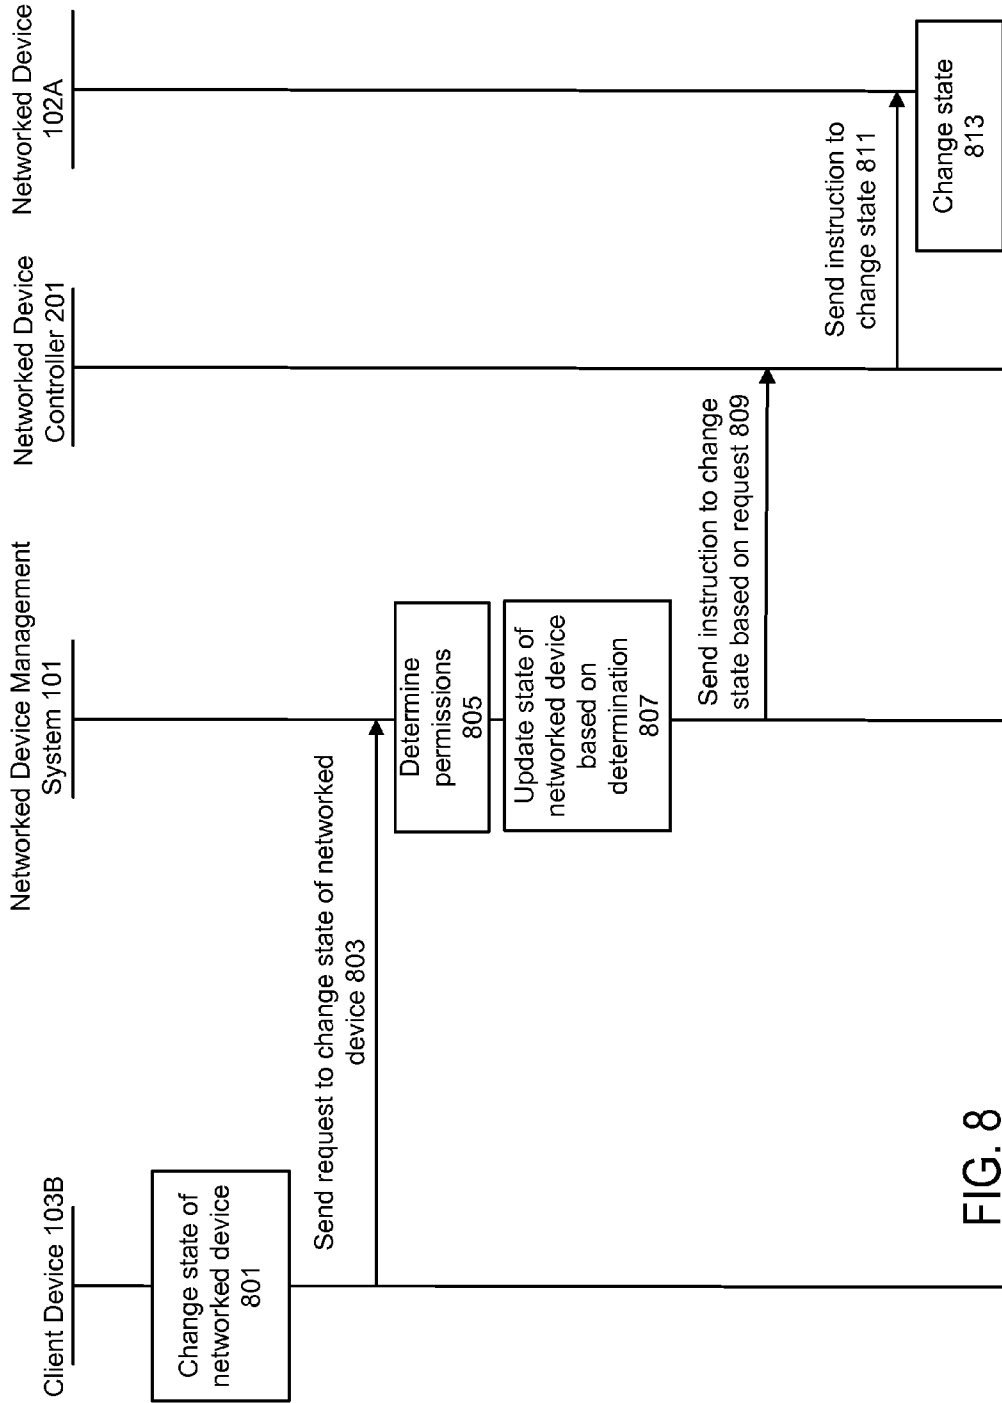 Client Device 103B
Networked Device Management
System 101
Networked Device
Controller 201
Networked Device
102A
Change state of
networked device
801
Send request to change state of networked
device 803
Determine
permissions
805
Update state of
networked device
based on
determination
807
Send instruction to change
state based on request 809
Send instruction to
change state 811
Change state
813
FIG. 8